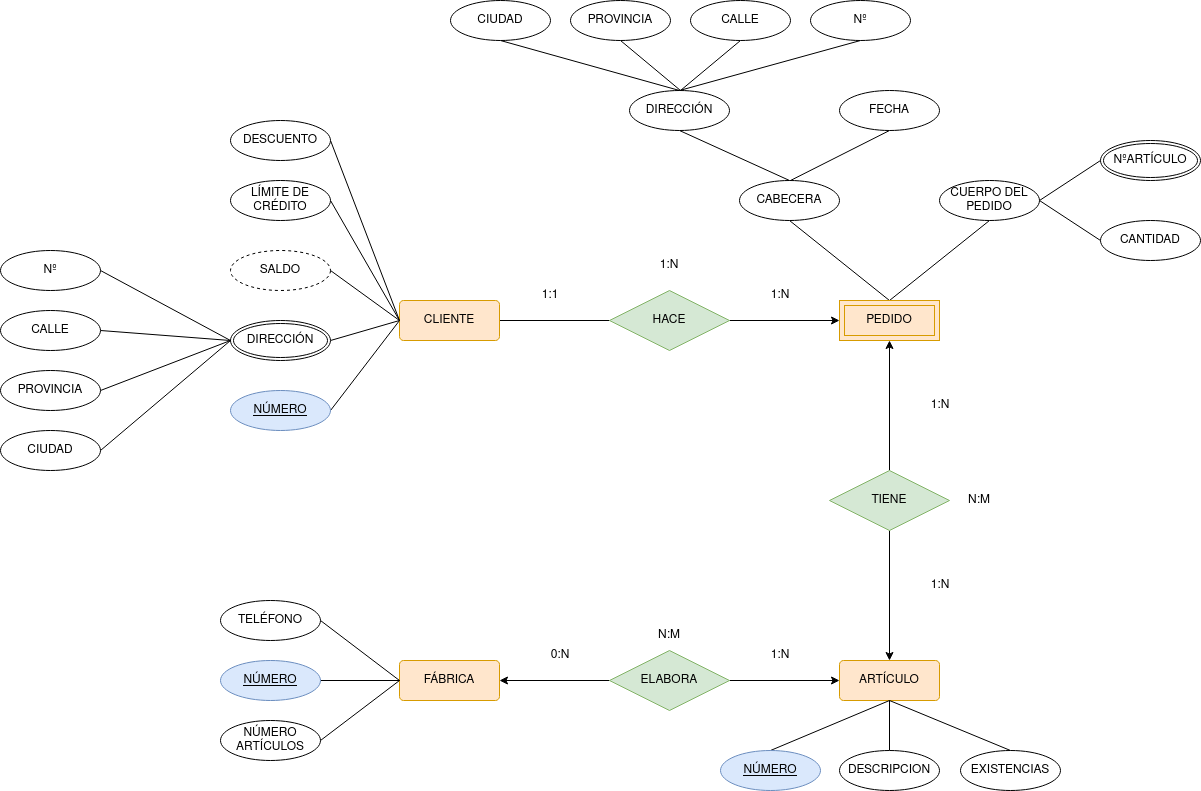 CIUDAD
PROVINCIA
CALLE
Nº
DIRECCIÓN
FECHA
DESCUENTO
NºARTÍCULO
LÍMITE DE
CRÉDITO
CABECERA
CUERPO DEL
PEDIDO
CANTIDAD
Nº
SALDO
1:N
1:1
1:N
CALLE
DIRECCIÓN
CLIENTE
HACE
PEDIDO
PROVINCIA
NÚMERO
1:N
CIUDAD
TIENE
N:M
1:N
TELÉFONO
N:M
0:N
1:N
NÚMERO
FÁBRICA
ELABORA
ARTÍCULO
NÚMERO
ARTÍCULOS
NÚMERO
DESCRIPCION
EXISTENCIAS